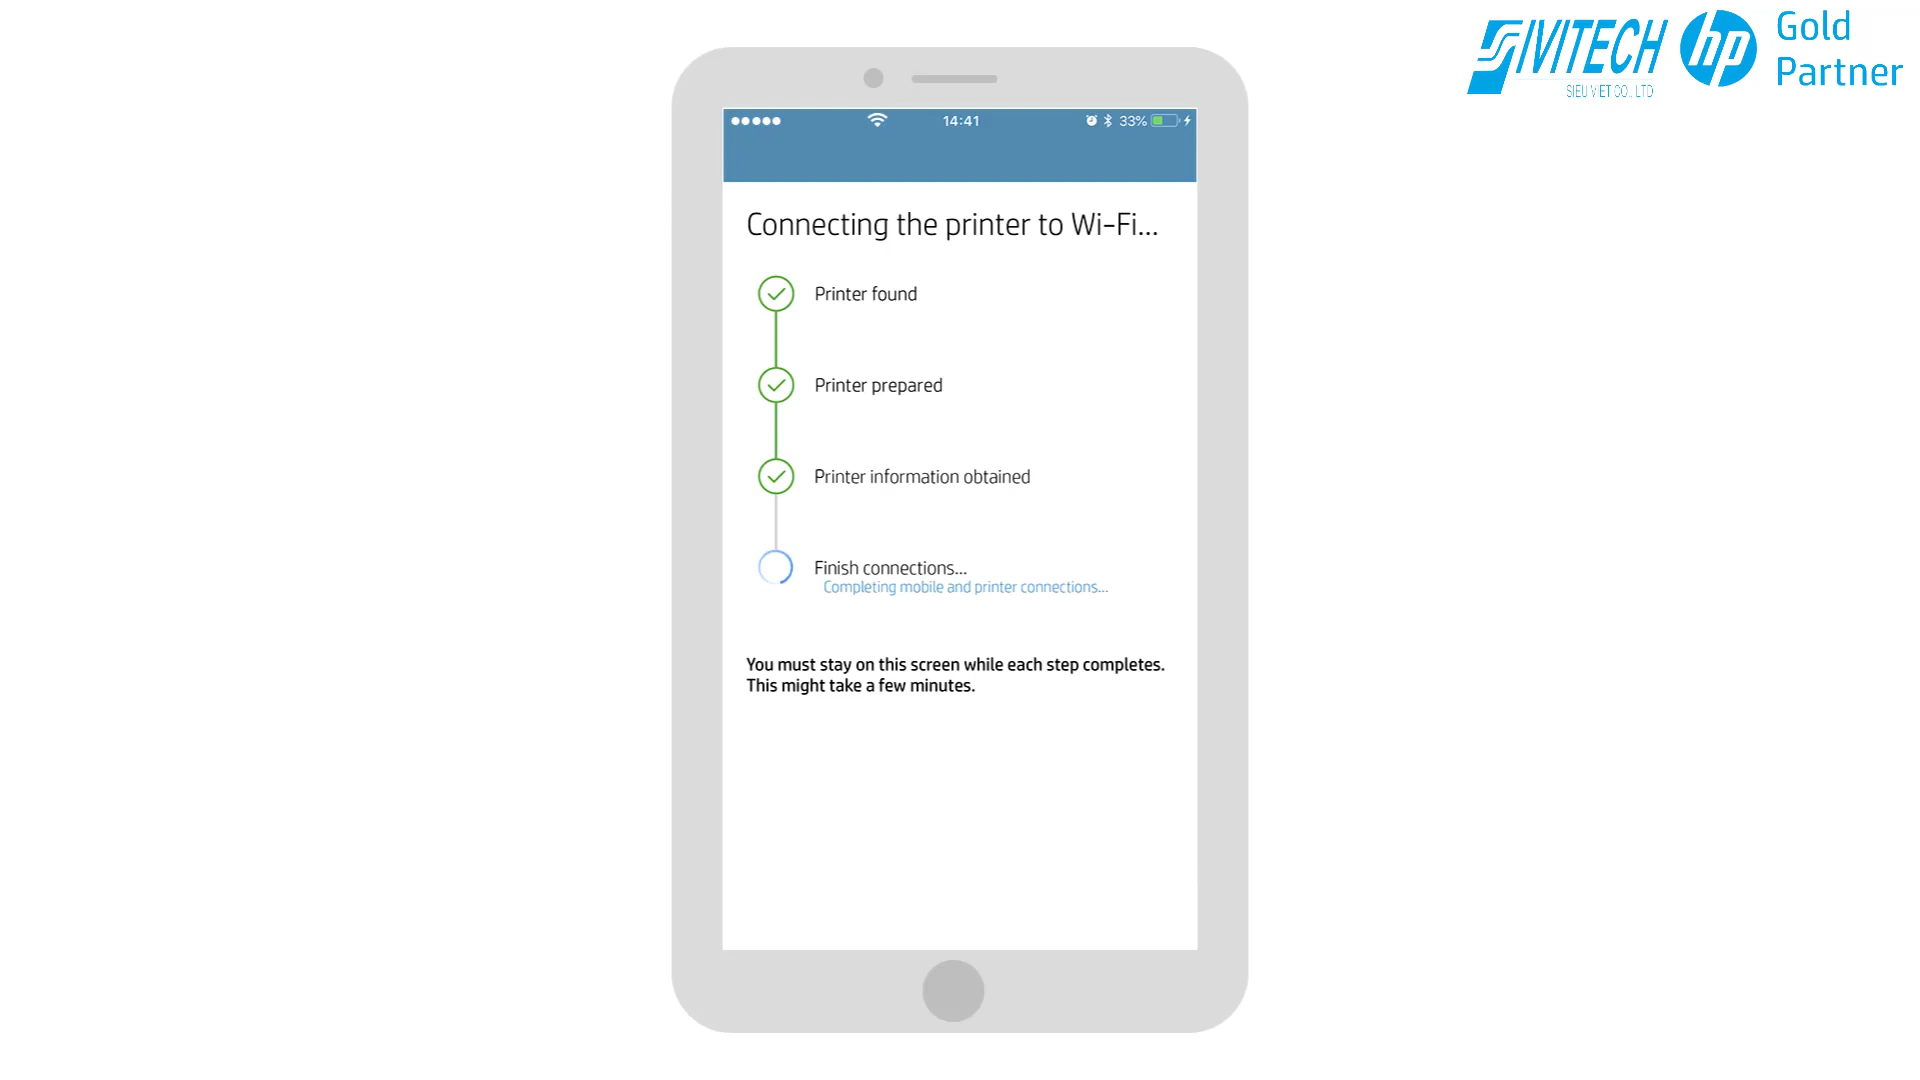 SIVITECH
SIEU VIET CO., LTD
hp
Gold
Partner
14:41
33%
Connecting the printer to Wi-Fi...
Printer found
Printer prepared
Printer information obtained
Finish connections...
Completing mobile and printer connections...
You must stay on this screen while each step completes.
This might take a few minutes.